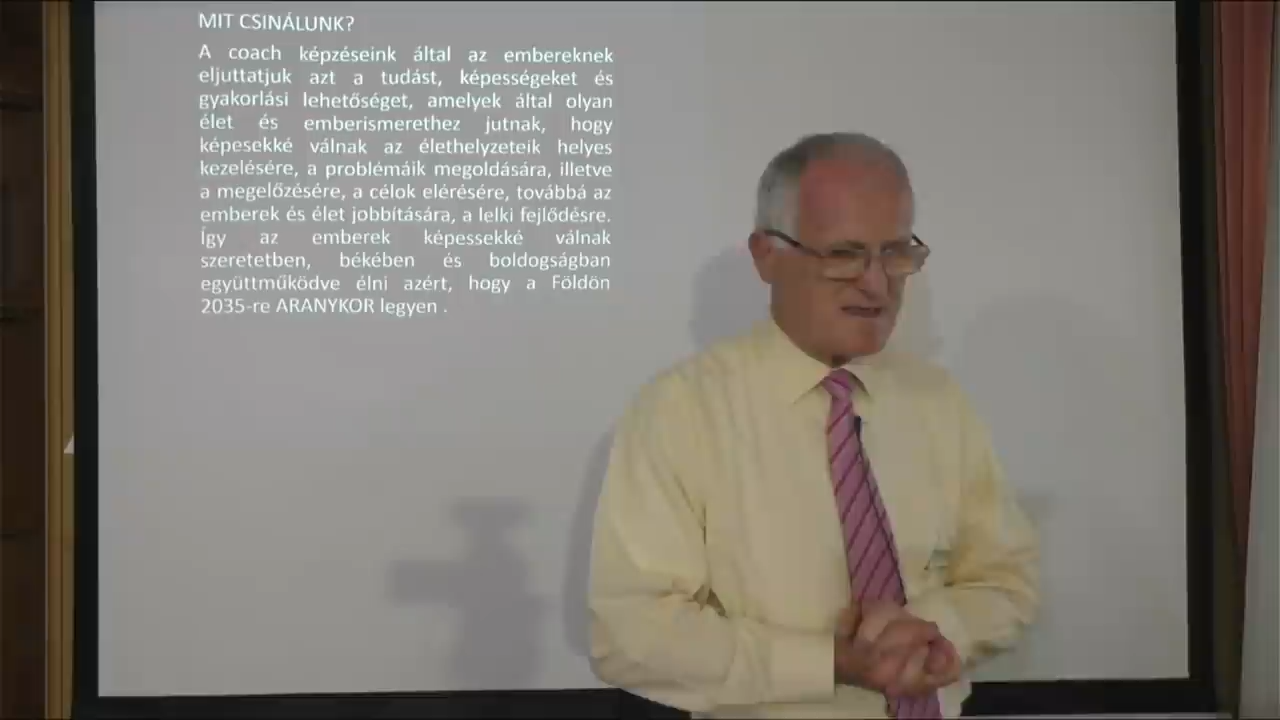 MIT CSINÁLUNK?
A coach képzéseink által az embereknek
eljuttatjuk azt a tudást, képességeket és
gyakorlási lehetőséget, amelyek által olyan
élet és emberismerethez jutnak, hogy
képesekké válnak az élethelyzeteik helyes
kezelésére, a problémáik megoldására, illetve
a megelőzésére, a célok elérésére, továbbá az
emberek és élet jobbítására, a lelki fejlődésre.
Így az emberek képessekké válnak
szeretetben, békében és boldogságban
együttműködve élni azért, hogy a Földön
2035-re ARANYKOR legyen .